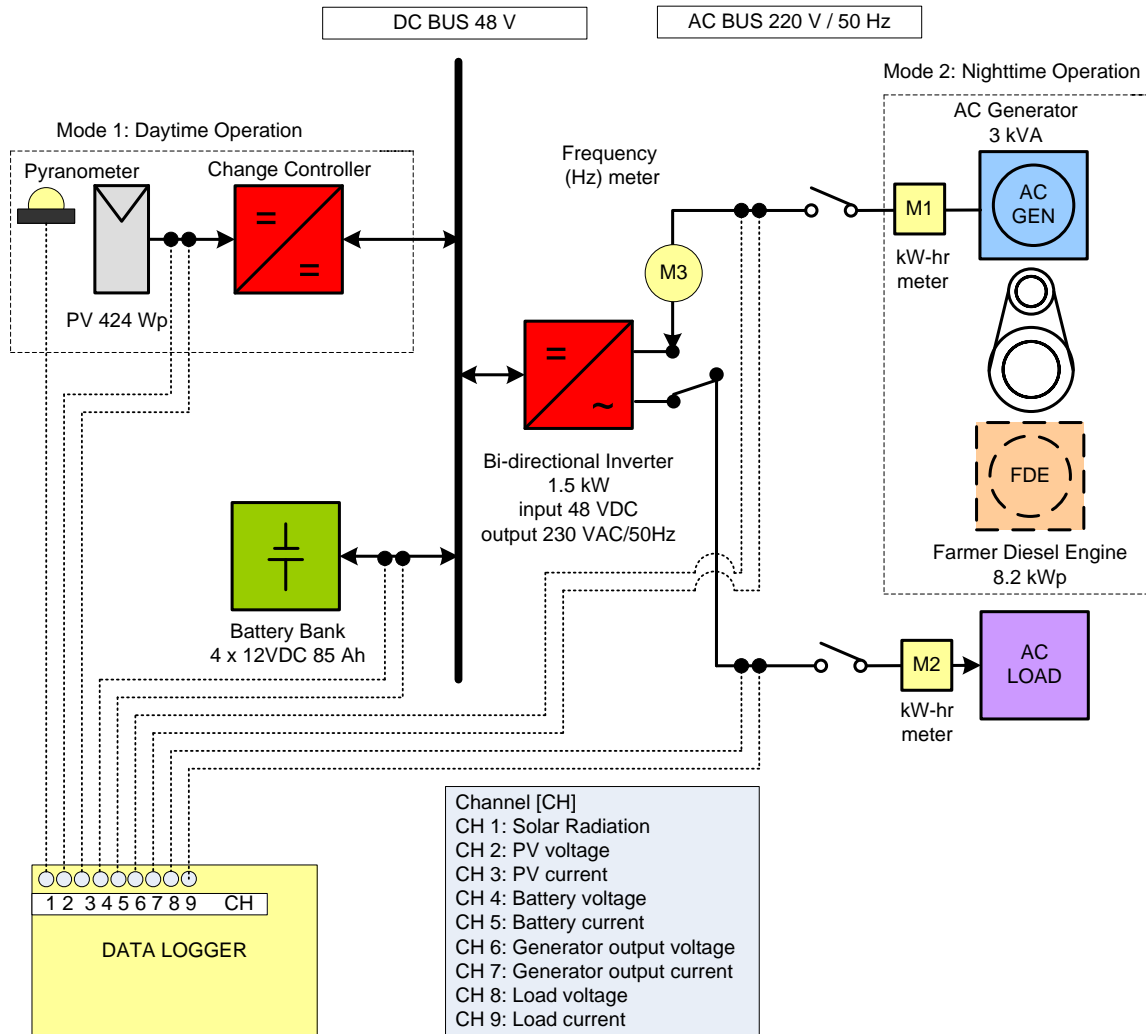 DC BUS 48 V
AC BUS 220 V / 50 Hz
Mode 2: Nighttime Operation
AC Generator
3 kVA
Mode 1: Daytime Operation
Pyranometer
Change Controller
Frequency
(Hz) meter
AC
GEN
M1
=
=
kW-hr
meter
M3
PV 424 Wp
=
~
FDE
Bi-directional Inverter
1.5 kW
input 48 VDC
output 230 VAC/50Hz
Farmer Diesel Engine
8.2 kWp
Battery Bank
4 x 12VDC 85 Ah
M2
AC
LOAD
kW-hr
meter
Channel [CH]
CH 1: Solar Radiation
CH 2: PV voltage
CH 3: PV current
CH 4: Battery voltage
CH 5: Battery current
CH 6: Generator output voltage
CH 7: Generator output current
CH 8: Load voltage
CH 9: Load current
1 2 3 4 5 6 7 8 9 CH
DATA LOGGER